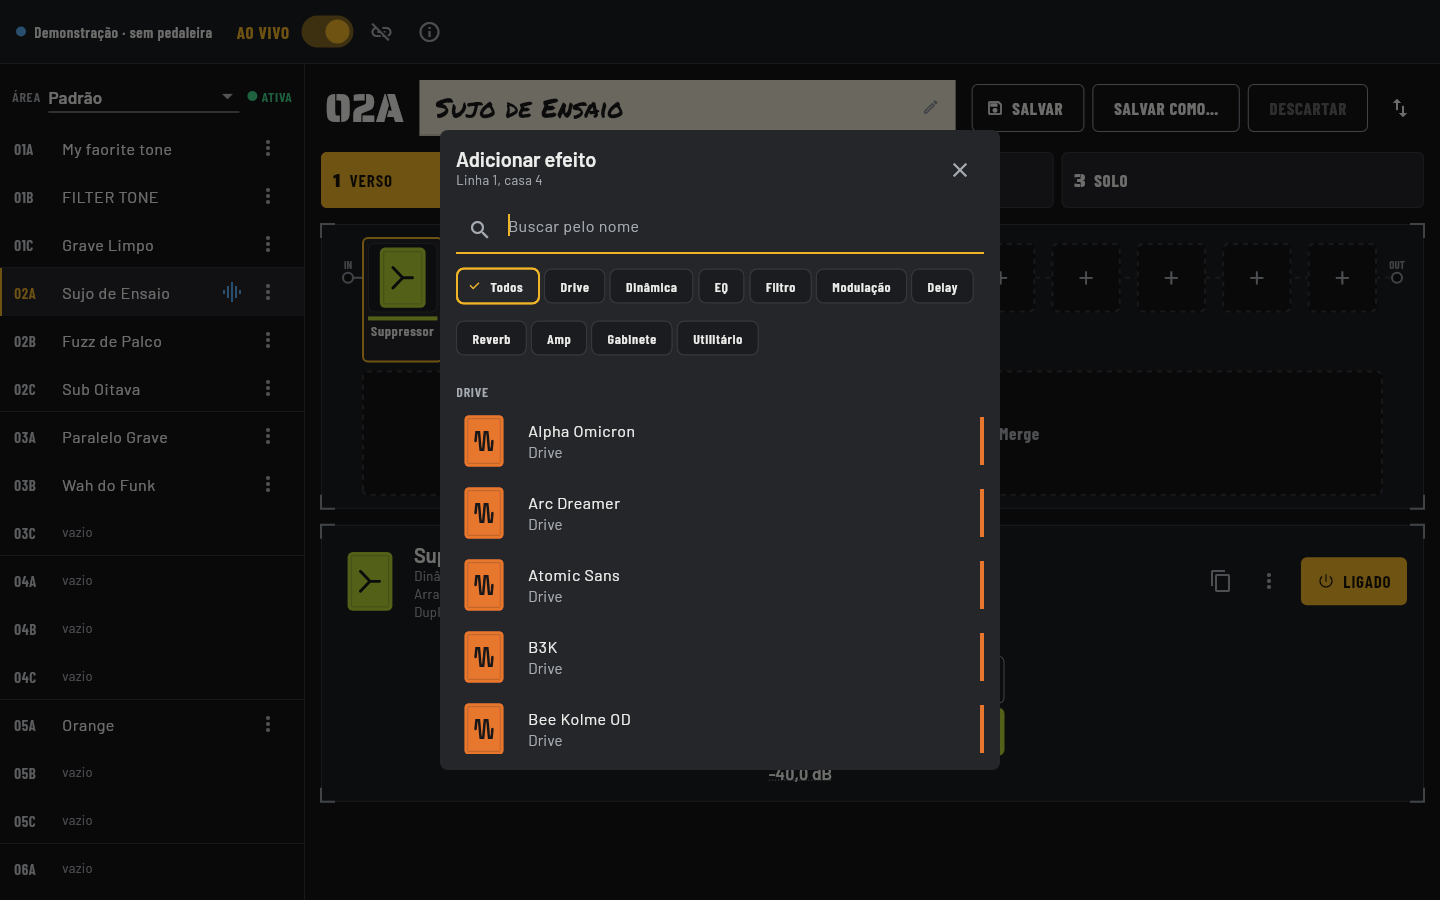 Demonstração · sem pedaleira
AO VIVO
ÁREA Padrão ATIVA
01A My faorite tone
01B FILTER TONE
01C Grave Limpo
02A Sujo de Ensaio
02B Fuzz de Palco
02C Sub Oitava
03A Paralelo Grave
03B Wah do Funk
03C vazio
04A vazio
04B vazio
04C vazio
05A Orange
05B vazio
05C vazio
06A vazio
02A Sujo de Ensaio
SALVAR
SALVAR COMO...
DESCARTAR
1 VERSO
3 SOLO
IN
Suppressor
OUT
Merge
LIGADO
-40,0 dB
Adicionar efeito
Linha 1, casa 4
Buscar pelo nome
Todos Drive Dinâmica EQ Filtro Modulação Delay
Reverb Amp Gabinete Utilitário
DRIVE
Alpha Omicron
Drive
Arc Dreamer
Drive
Atomic Sans
Drive
B3K
Drive
Bee Kolme OD
Drive